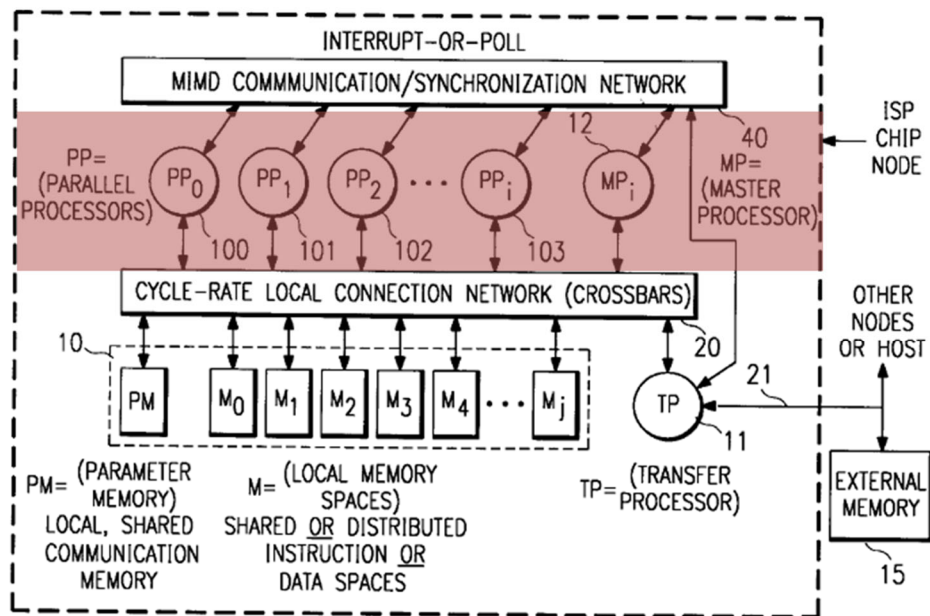 INTERRUPT-OR-POLL
MIMD COMMMUNICATION/SYNCHRONIZATION NETWORK
40
ISP
CHIP
NODE
PP=
(PARALLEL
PROCESSORS)
PP0
PP1
PP2
•••
PPi
12
MPi
MP=
(MASTER
PROCESSOR)
100
101
102
103
CYCLE-RATE LOCAL CONNECTION NETWORK (CROSSBARS)
20
OTHER
NODES
OR HOST
10
PM
M0
M1
M2
M3
M4
•••
Mj
TP
11
21
PM= (PARAMETER
MEMORY)
LOCAL, SHARED
COMMUNICATION
MEMORY
M= (LOCAL MEMORY
SPACES)
SHARED OR DISTRIBUTED
INSTRUCTION OR
DATA SPACES
TP= (TRANSFER
PROCESSOR)
EXTERNAL
MEMORY
15